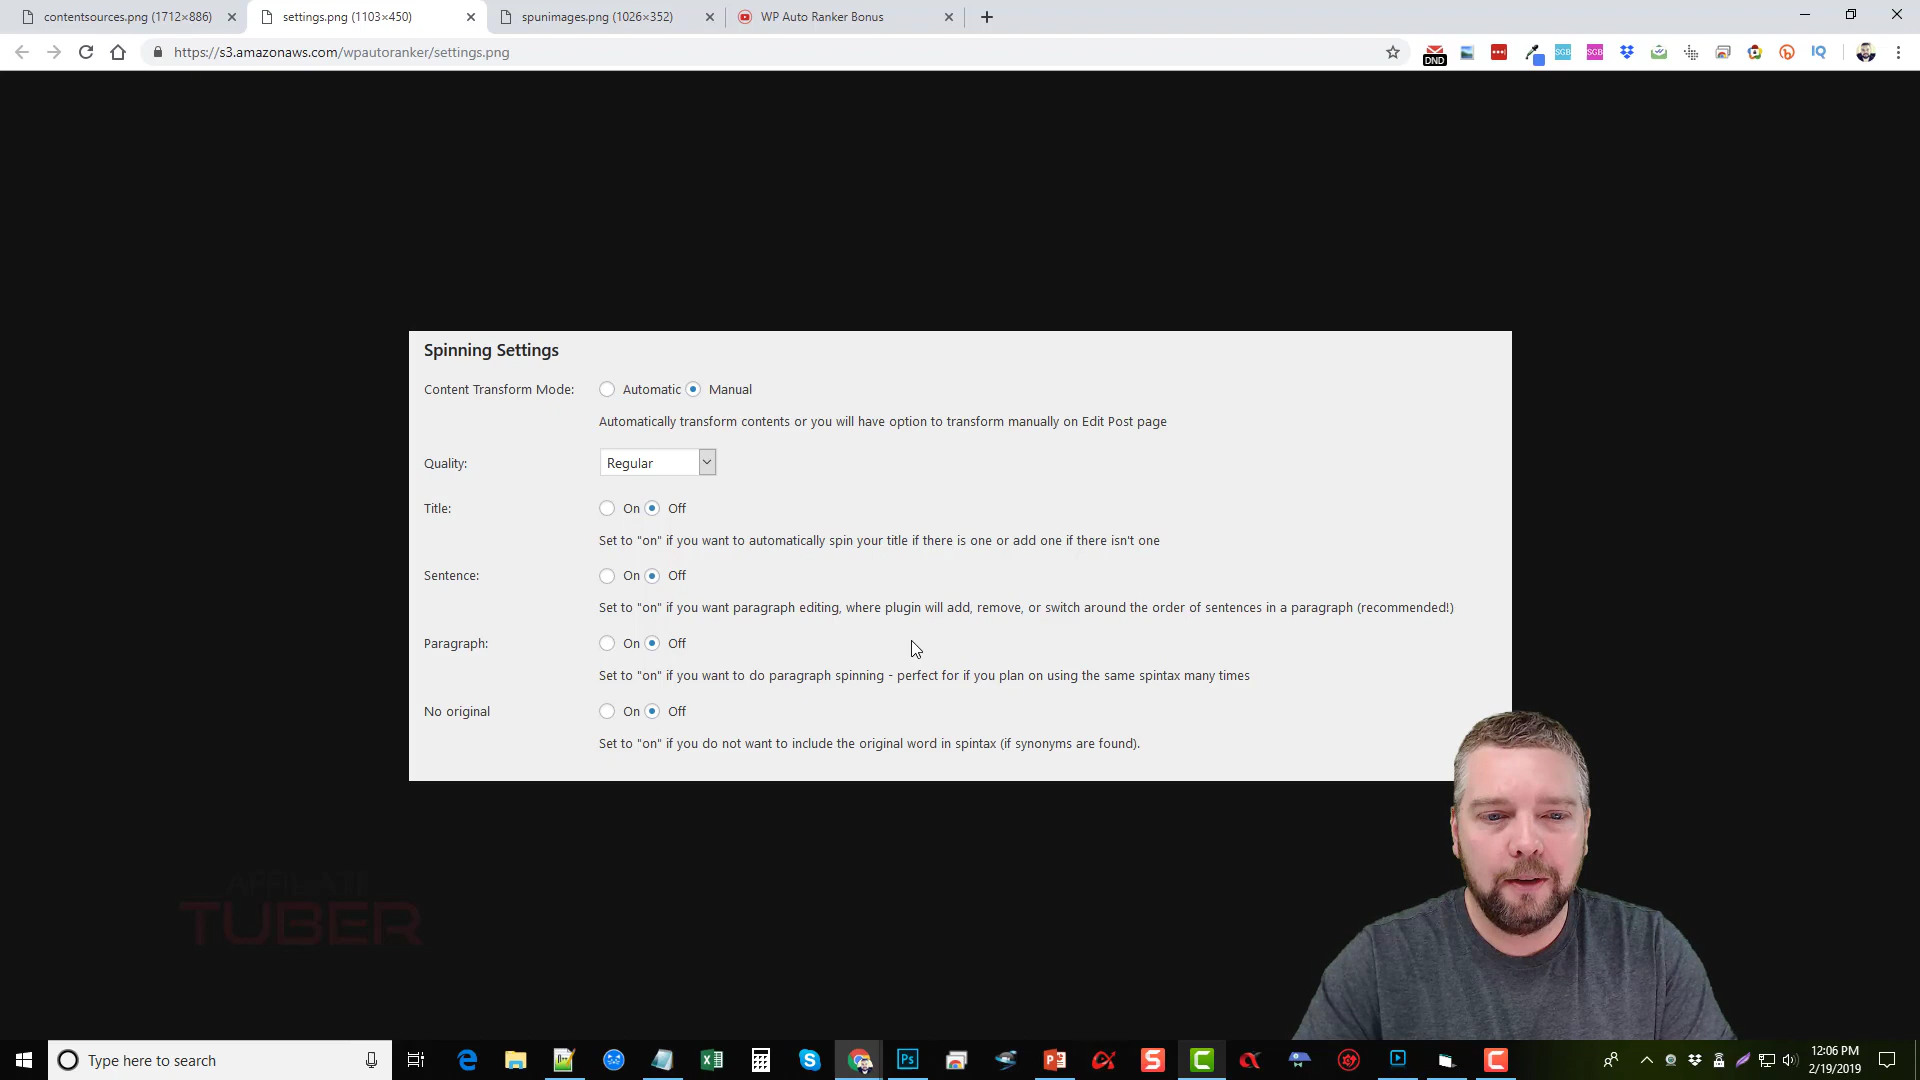 contentsources.png (1712×886)
settings.png (1103×450)
spunimages.png (1026×352)
WP Auto Ranker Bonus
https://s3.amazonaws.com/wpautoranker/settings.png
DND
SGB
SGB
IQ
Spinning Settings
Content Transform Mode: Automatic Manual
Automatically transform contents or you will have option to transform manually on Edit Post page
Quality: Regular
Title: On Off
Set to "on" if you want to automatically spin your title if there is one or add one if there isn't one
Sentence: On Off
Set to "on" if you want paragraph editing, where plugin will add, remove, or switch around the order of sentences in a paragraph (recommended!)
Paragraph: On Off
Set to "on" if you want to do paragraph spinning - perfect for if you plan on using the same spintax many times
No original On Off
Set to "on" if you do not want to include the original word in spintax (if synonyms are found).
AFFILIATE
TUBER
Type here to search
Ps
12:06 PM
2/19/2019